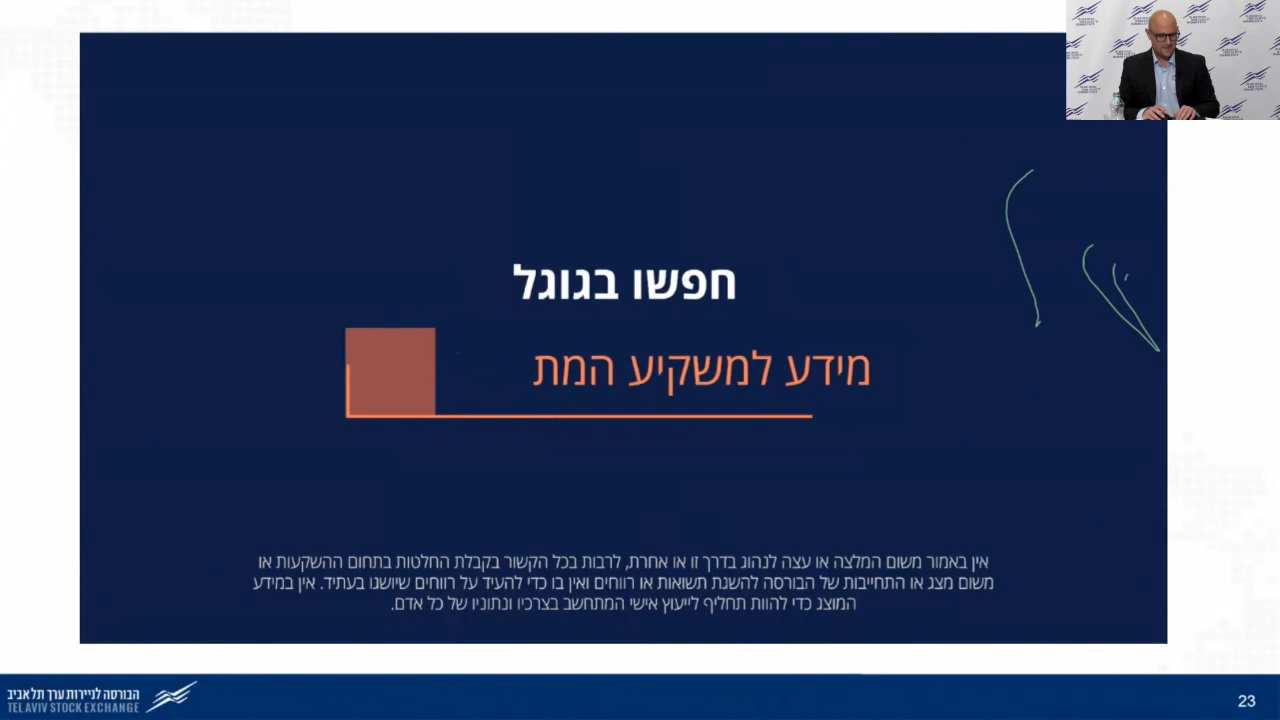 חפשו בגוגל
מידע למשקיע המת
אין באמור משום המלצה או עצה לנהוג בדרך זו או אחרת, לרבות בכל הקשור בקבלת החלטות בתחום ההשקעות או
משום מצג או התחייבות של הבורסה להשגת תשואות או רווחים ואין בו כדי להעיד על רווחים שיושגו בעתיד. אין במידע
המוצג כדי להוות תחליף לייעוץ אישי המתחשב בצרכיו ונתוניו של כל אדם.
הבורסה לניירות ערך תל אביב
TEL AVIV STOCK EXCHANGE
23